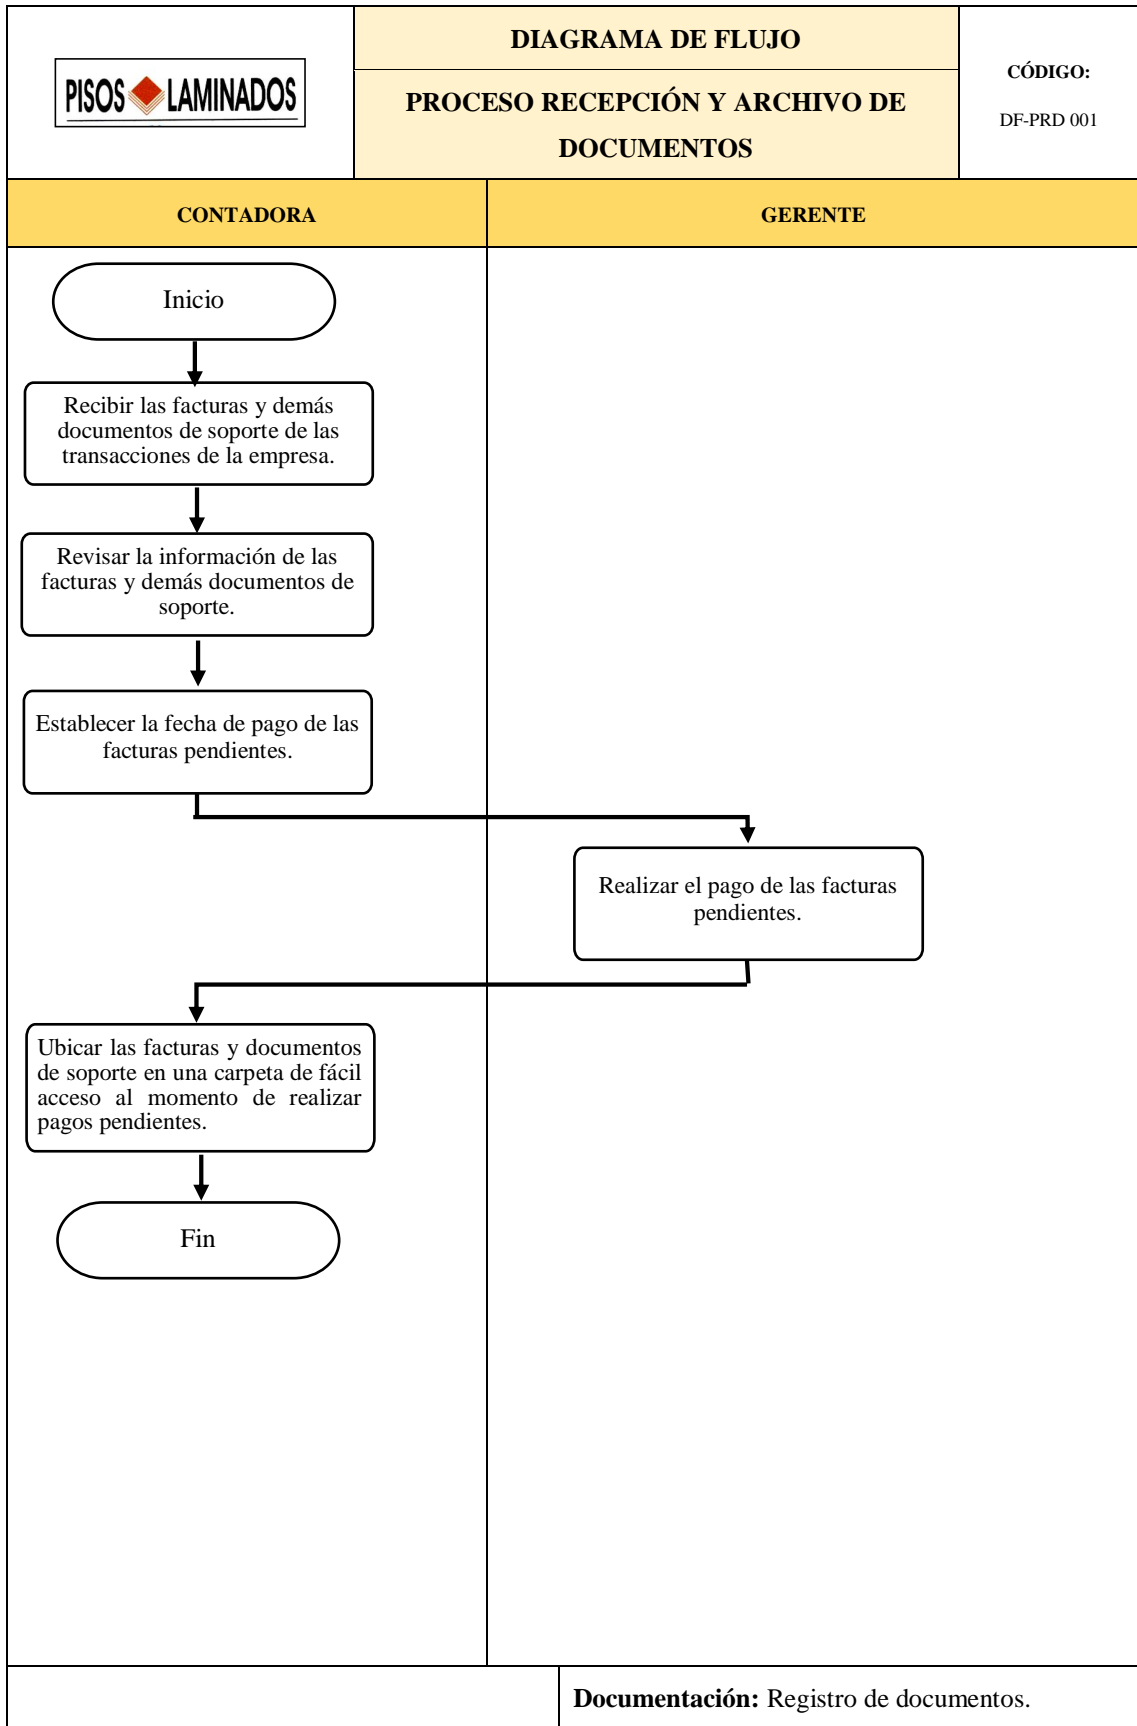 PISOS LAMINADOS
DIAGRAMA DE FLUJO
PROCESO RECEPCIÓN Y ARCHIVO DE
DOCUMENTOS
CÓDIGO:
DF-PRD 001
CONTADORA
GERENTE
Inicio
Recibir las facturas y demás
documentos de soporte de las
transacciones de la empresa.
Revisar la información de las
facturas y demás documentos de
soporte.
Establecer la fecha de pago de las
facturas pendientes.
Realizar el pago de las facturas
pendientes.
Ubicar las facturas y documentos
de soporte en una carpeta de fácil
acceso al momento de realizar
pagos pendientes.
Fin
Documentación: Registro de documentos.